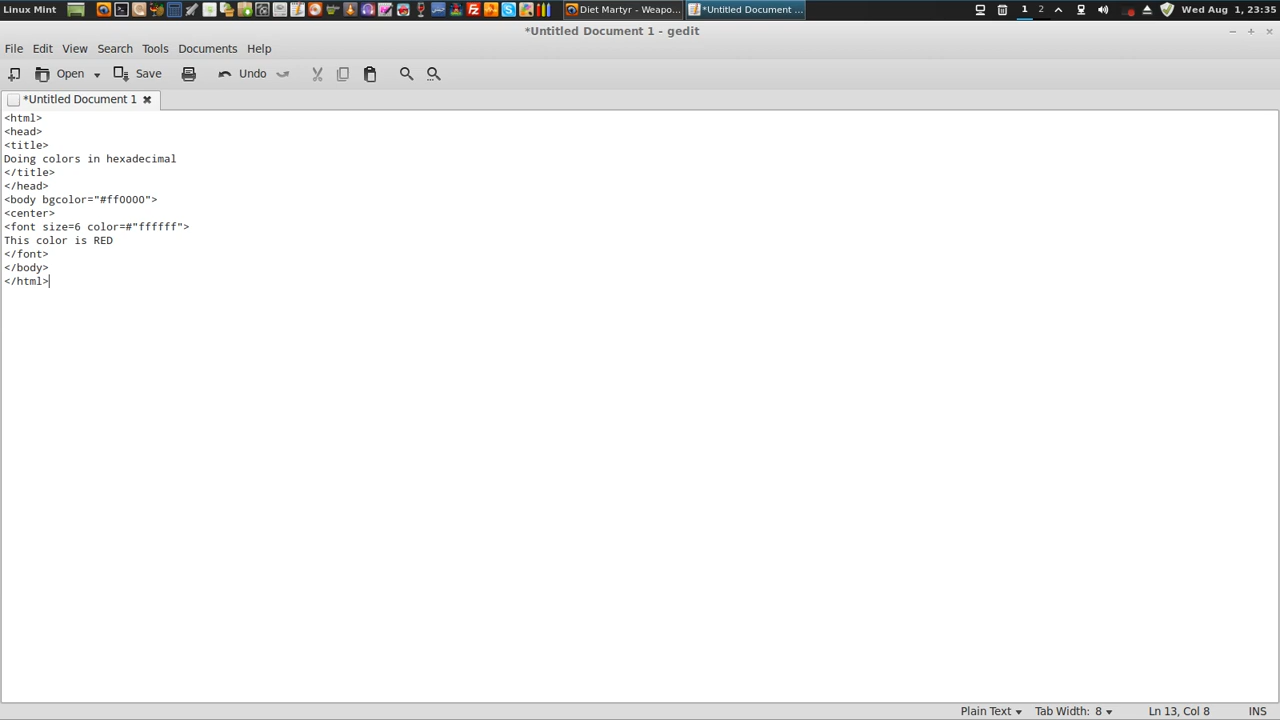 Linux Mint
Diet Martyr - Weapo...
*Untitled Document ...
1
2
Wed Aug 1, 23:35
*Untitled Document 1 - gedit
File Edit View Search Tools Documents Help
Open Save Undo
*Untitled Document 1
<html>
<head>
<title>
Doing colors in hexadecimal
</title>
</head>
<body bgcolor="#ff0000">
<center>
<font size=6 color=#"ffffff">
This color is RED
</font>
</body>
</html>
Plain Text Tab Width: 8 Ln 13, Col 8 INS